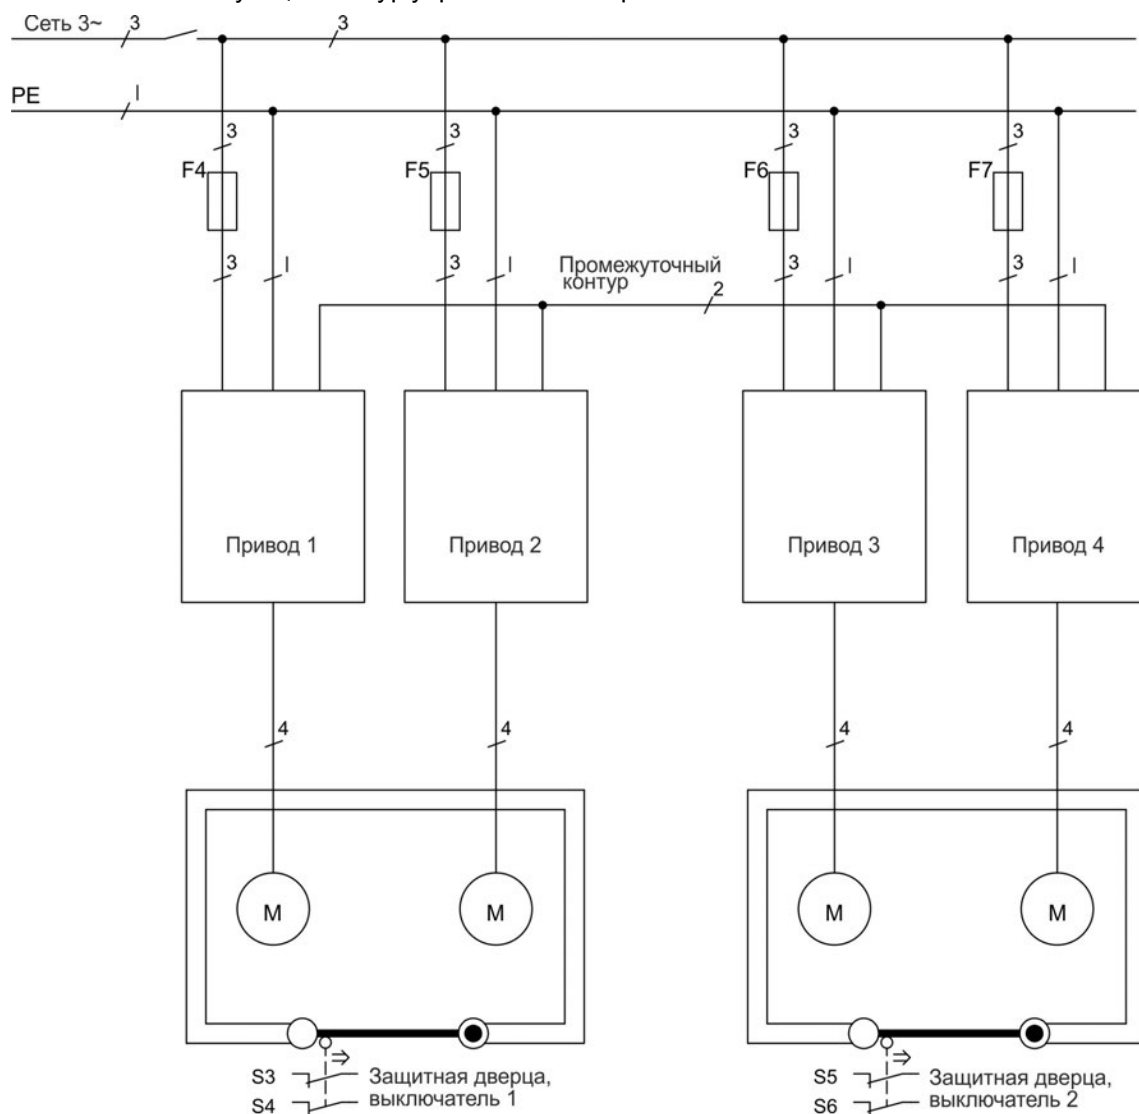 Сеть 3~ 3 3
PE l
3 3 3 3
F4 F5 F6 F7
3 l 3 l 3 l 3 l
Промежуточный
контур
2
Привод 1 Привод 2 Привод 3 Привод 4
4 4 4 4
M M M M
⇒ ⇒
S3 Защитная дверца,
S4 выключатель 1
S5 Защитная дверца,
S6 выключатель 2